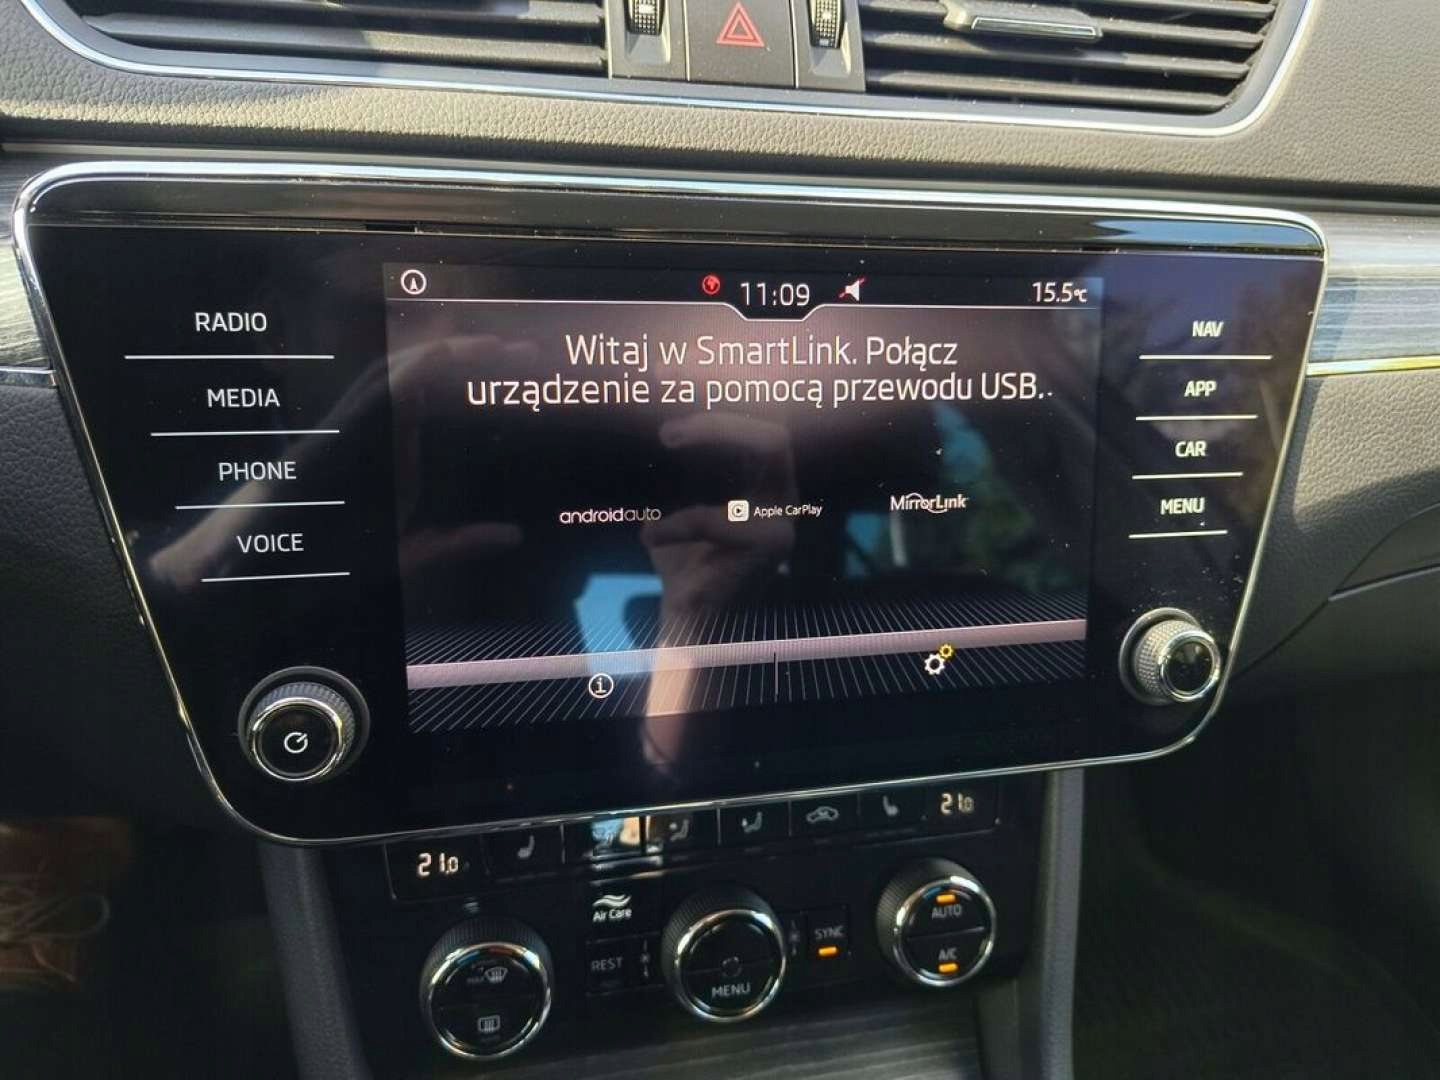 11:09
15.5°C
RADIO
MEDIA
PHONE
VOICE
Witaj w SmartLink. Połącz
urządzenie za pomocą przewodu USB.
androidauto
Apple CarPlay
MirrorLink
NAV
APP
CAR
MENU
21.0
21.0
Air Care
REST
MENU
SYNC
AUTO
A/C
MAX